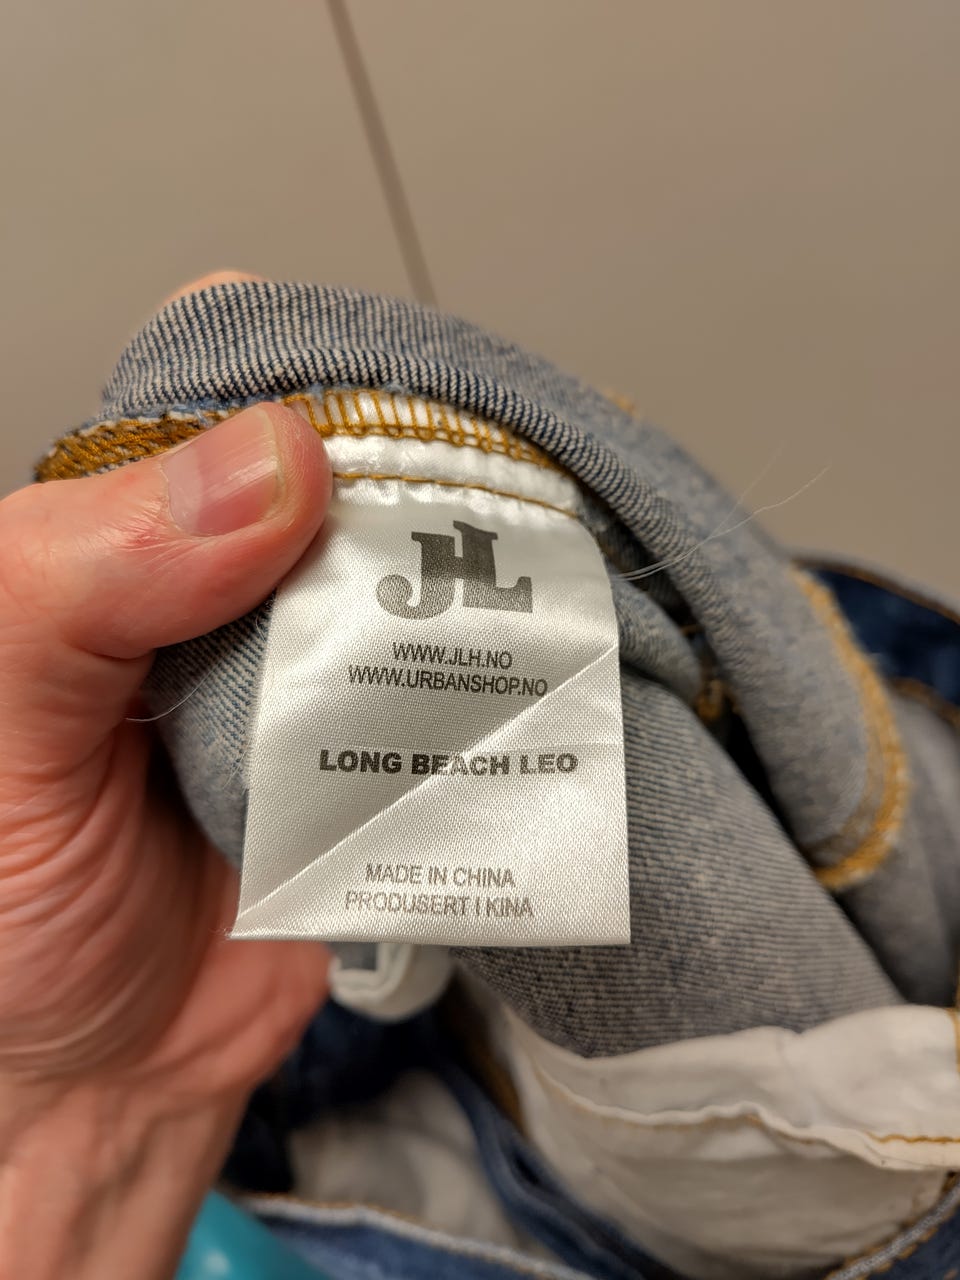 JL
WWW.JLH.NO
WWW.URBANSHOP.NO
LONG BEACH LEO
MADE IN CHINA
PRODUSERT I KINA